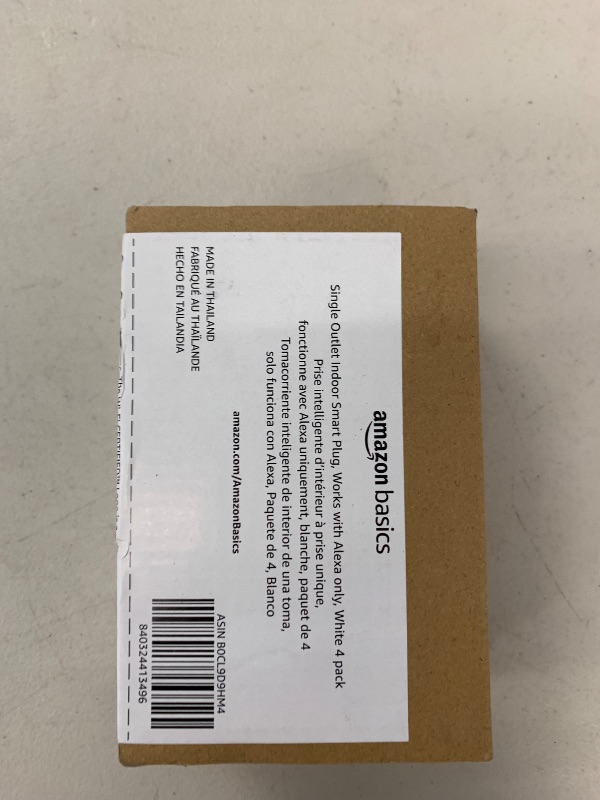 amazon basics
Single Outlet Indoor Smart Plug, Works with Alexa only, White 4 pack
Prise intelligente d'intérieur à prise unique,
fonctionne avec Alexa uniquement, blanche, paquet de 4
Tomacorriente inteligente de interior de una toma,
solo funciona con Alexa, Paquete de 4, Blanco
amazon.com/AmazonBasics
MADE IN THAILAND
FABRIQUÉ AU THAÏLANDE
HECHO EN TAILANDIA
ASIN B0CL9D9HM4
840324413496